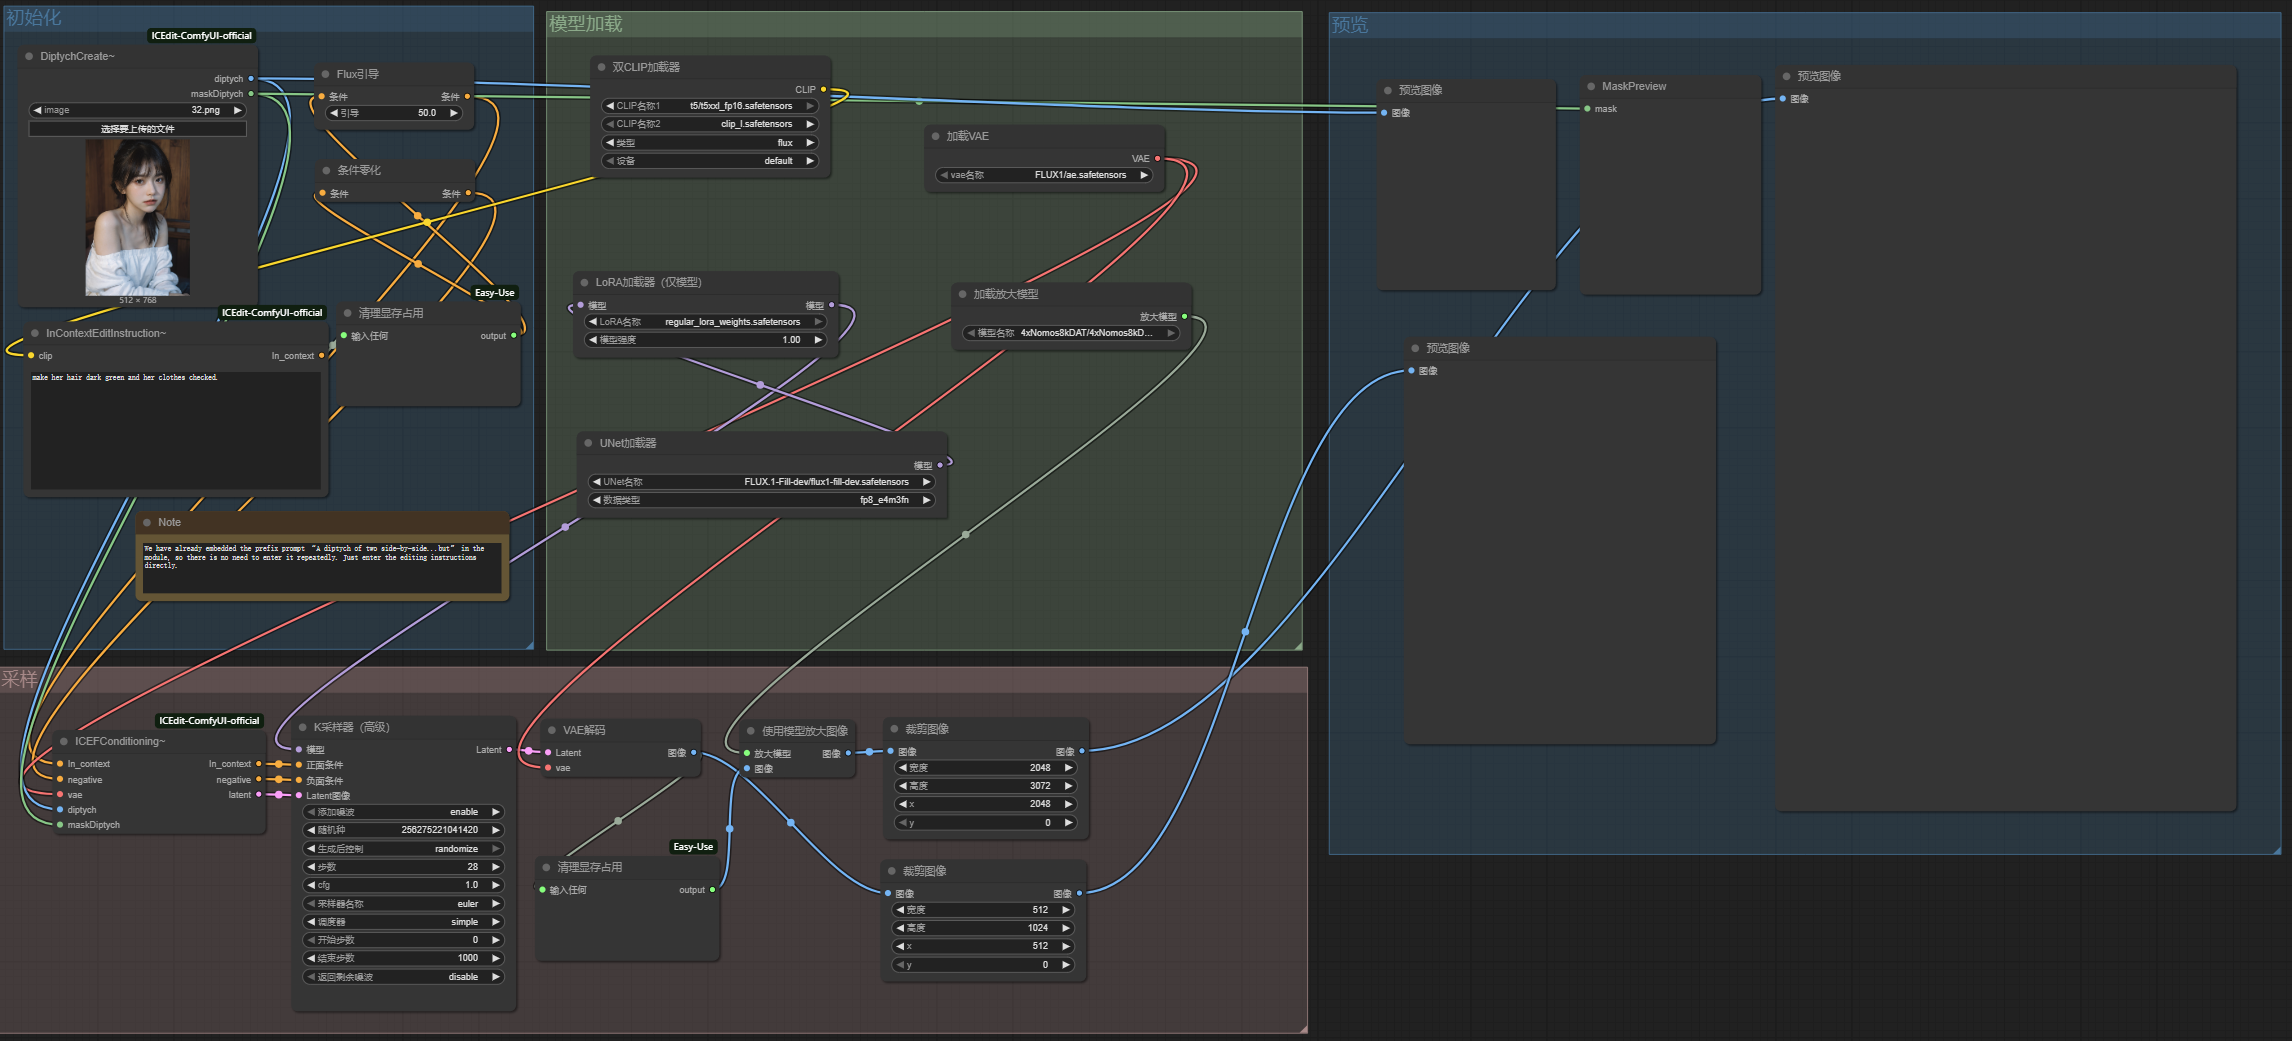 初始化
ICEdit-ComfyUI-official
DiptychCreate~
diptych
maskDiptych
image
32.png
选择要上传的文件
512 × 768
Flux引导
条件
条件
引导
50.0
条件零化
条件
条件
Easy-Use
清理显存占用
输入任何
output
ICEdit-ComfyUI-official
InContextEditInstruction~
clip
In_context
make her hair dark green and her clothes checked.
Note
We have already embedded the prefix prompt “A diptych of two side-by-side...but” in the
module, so there is no need to enter it repeatedly. Just enter the editing instructions
directly.
模型加载
双CLIP加载器
CLIP
CLIP名称1
t5/t5xxl_fp16.safetensors
CLIP名称2
clip_l.safetensors
类型
flux
设备
default
加载VAE
VAE
vae名称
FLUX1/ae.safetensors
LoRA加载器（仅模型）
模型
模型
LoRA名称
regular_lora_weights.safetensors
模型强度
1.00
加载放大模型
放大模型
模型名称
4xNomos8kDAT/4xNomos8kD...
UNet加载器
模型
UNet名称
FLUX.1-Fill-dev/flux1-fill-dev.safetensors
数据类型
fp8_e4m3fn
预览
预览图像
图像
MaskPreview
mask
预览图像
图像
预览图像
图像
采样
ICEdit-ComfyUI-official
ICEFConditioning~
In_context
In_context
negative
negative
vae
latent
diptych
maskDiptych
K采样器（高级）
模型
Latent
正面条件
负面条件
Latent图像
添加噪波
enable
随机种
256275221041420
生成后控制
randomize
步数
28
cfg
1.0
采样器名称
euler
调度器
simple
开始步数
0
结束步数
1000
返回剩余噪波
disable
VAE解码
Latent
图像
vae
Easy-Use
清理显存占用
输入任何
output
使用模型放大图像
放大模型
图像
图像
裁剪图像
图像
图像
宽度
2048
高度
3072
x
2048
y
0
裁剪图像
图像
图像
宽度
512
高度
1024
x
512
y
0